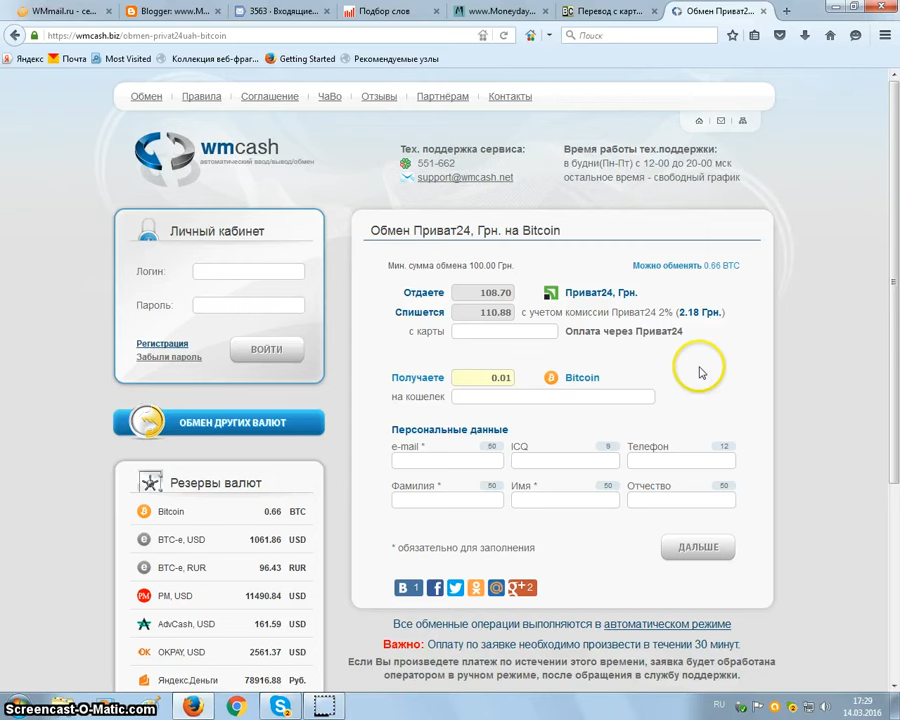 WMmail.ru - се...
Blogger: www.М...
3563 · Входящие...
Подбор слов
www.Moneyday...
Перевод с карт...
Обмен Приват2...
https://wmcash.biz/obmen-privat24uah-bitcoin
Поиск
Яндекс
Почта
Most Visited
Коллекция веб-фраг...
Getting Started
Рекомендуемые узлы
Обмен
Правила
Соглашение
ЧаВо
Отзывы
Партнёрам
Контакты
wmcash
автоматический ввод/вывод/обмен
Тех. поддержка сервиса:
551-662
support@wmcash.net
Время работы тех.поддержки:
в будни(Пн-Пт) с 12-00 до 20-00 мск
остальное время - свободный график
Личный кабинет
Логин:
Пароль:
Регистрация
Забыли пароль
ВОЙТИ
ОБМЕН ДРУГИХ ВАЛЮТ
Резервы валют
Bitcoin 0.66 BTC
BTC-e, USD 1061.86 USD
BTC-e, RUR 96.43 RUR
PM, USD 11490.84 USD
AdvCash, USD 161.59 USD
OKPAY, USD 2561.37 USD
Яндекс.Деньги 78916.88 Руб.
Обмен Приват24, Грн. на Bitcoin
Мин. сумма обмена 100.00 Грн.
Можно обменять 0.66 BTC
Отдаете 108.70 Приват24, Грн.
Спишется 110.88 с учетом комиссии Приват24 2% (2.18 Грн.)
с карты Оплата через Приват24
Получаете 0.01 Bitcoin
на кошелек
Персональные данные
e-mail * 50 ICQ 9 Телефон 12
Фамилия * 50 Имя * 50 Отчество 50
* обязательно для заполнения
ДАЛЬШЕ
B 1
g+ 2
Все обменные операции выполняются в автоматическом режиме
Важно: Оплату по заявке необходимо произвести в течении 30 минут.
Если Вы произведете платеж по истечении этого времени, заявка будет обработана
оператором в ручном режиме, после обращения в службу поддержки.
RU
17:29
14.03.2016
Screencast-O-Matic.com